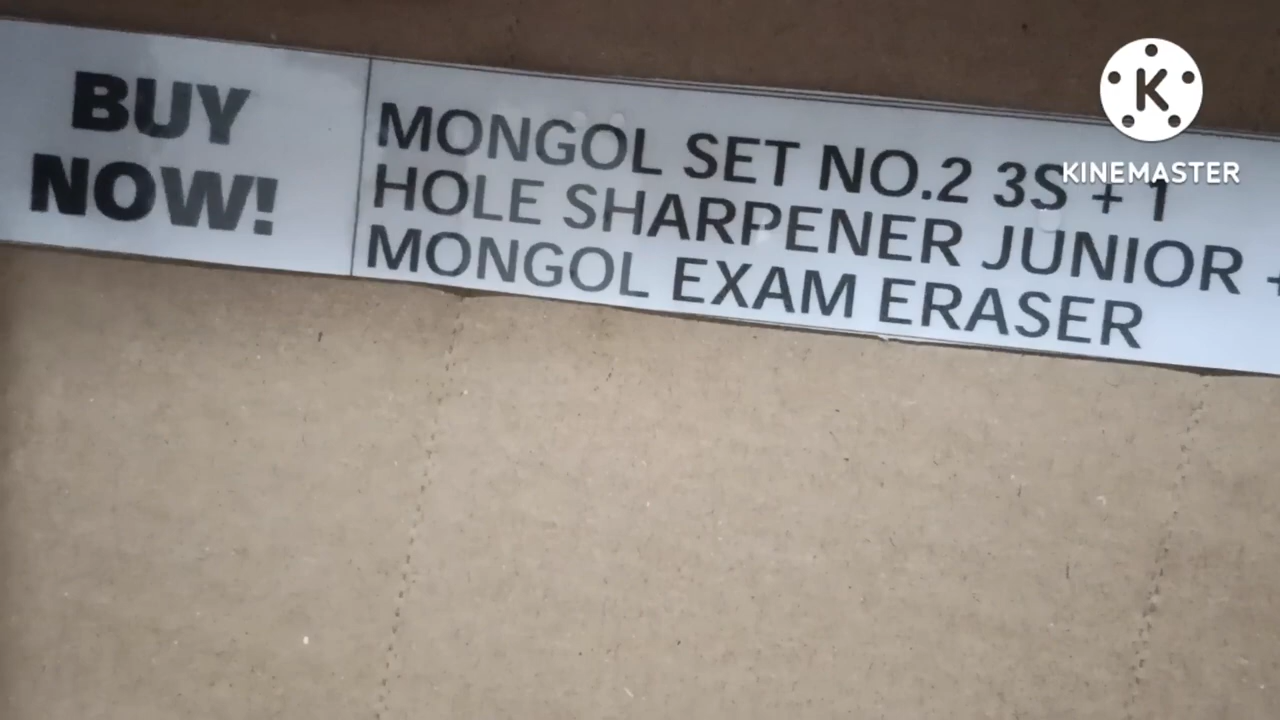 BUY
NOW!
MONGOL SET NO.2 3S + 1
HOLE SHARPENER JUNIOR +
MONGOL EXAM ERASER
K
KINEMASTER